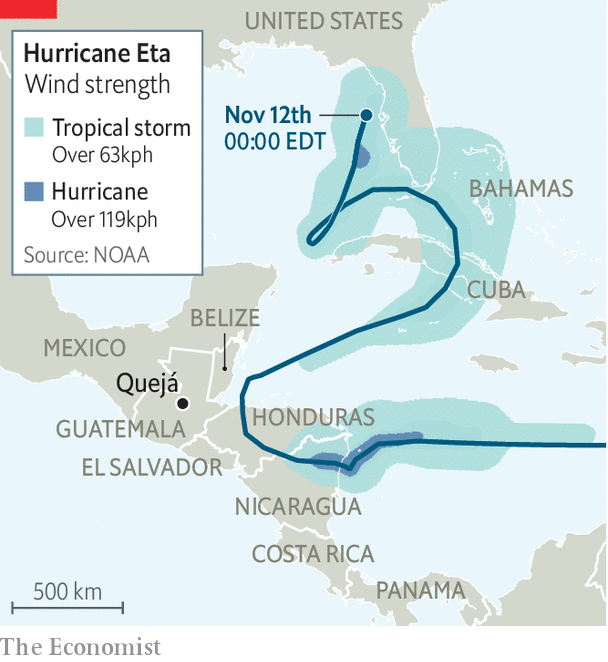 UNITED STATES
Hurricane Eta
Wind strength
Tropical storm
Over 63kph
Hurricane
Over 119kph
Source: NOAA
Nov 12th
00:00 EDT
BAHAMAS
CUBA
BELIZE
MEXICO
Quejá
GUATEMALA
HONDURAS
EL SALVADOR
NICARAGUA
COSTA RICA
PANAMA
500 km
The Economist